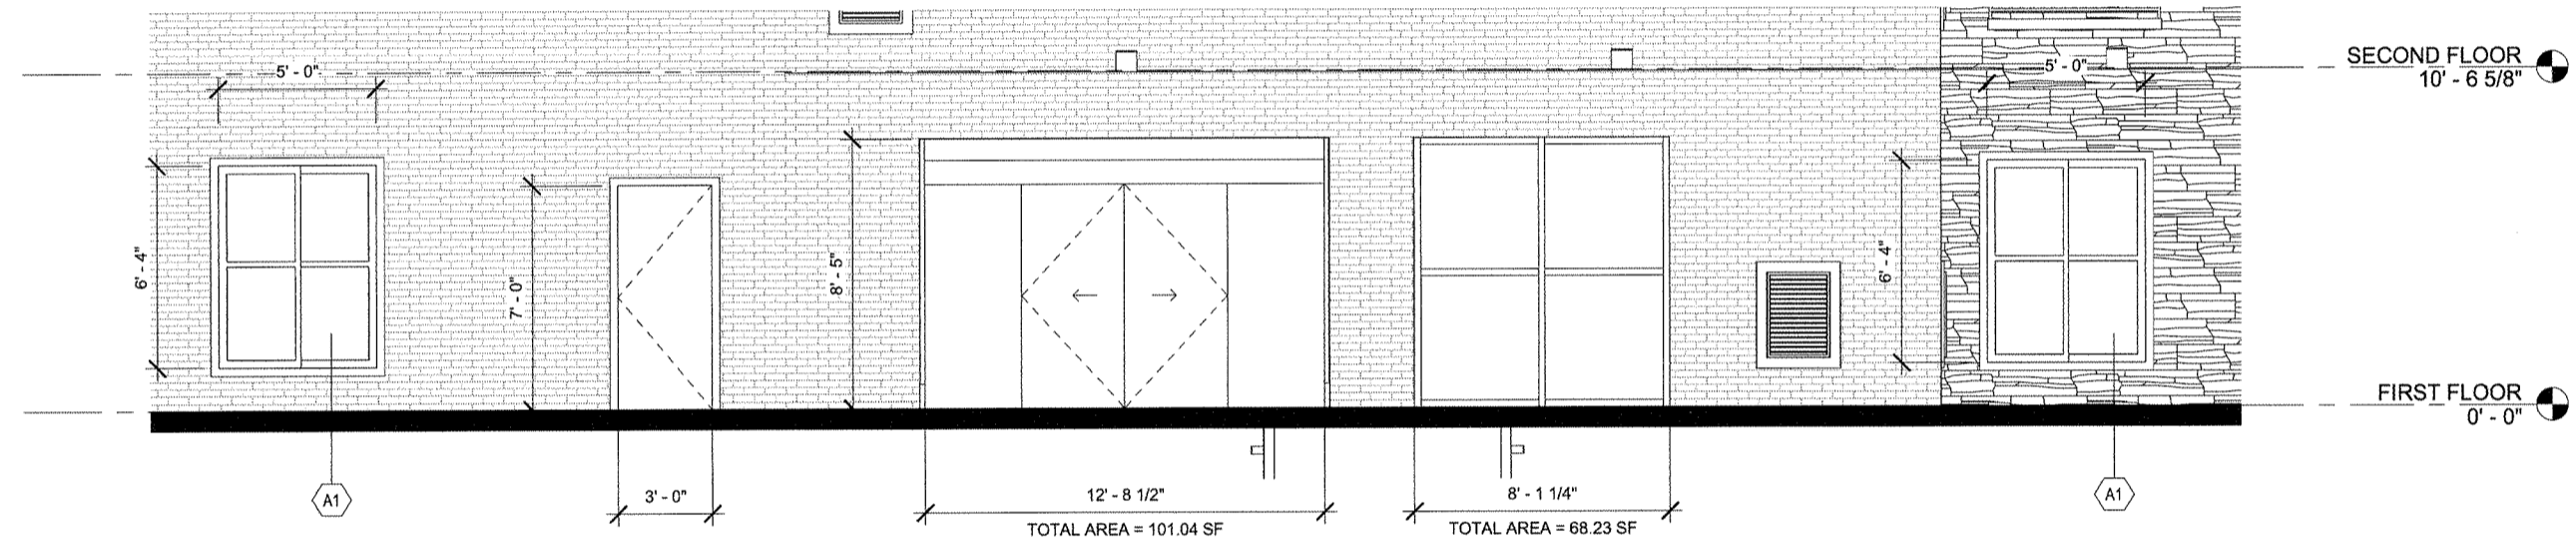 5' - 0"
5' - 0"
SECOND FLOOR
10' - 6 5/8"
6' - 4"
7' - 0"
8' - 5"
6' - 4"
FIRST FLOOR
0' - 0"
A1
3' - 0"
12' - 8 1/2"
TOTAL AREA = 101.04 SF
8' - 1 1/4"
TOTAL AREA = 68.23 SF
A1